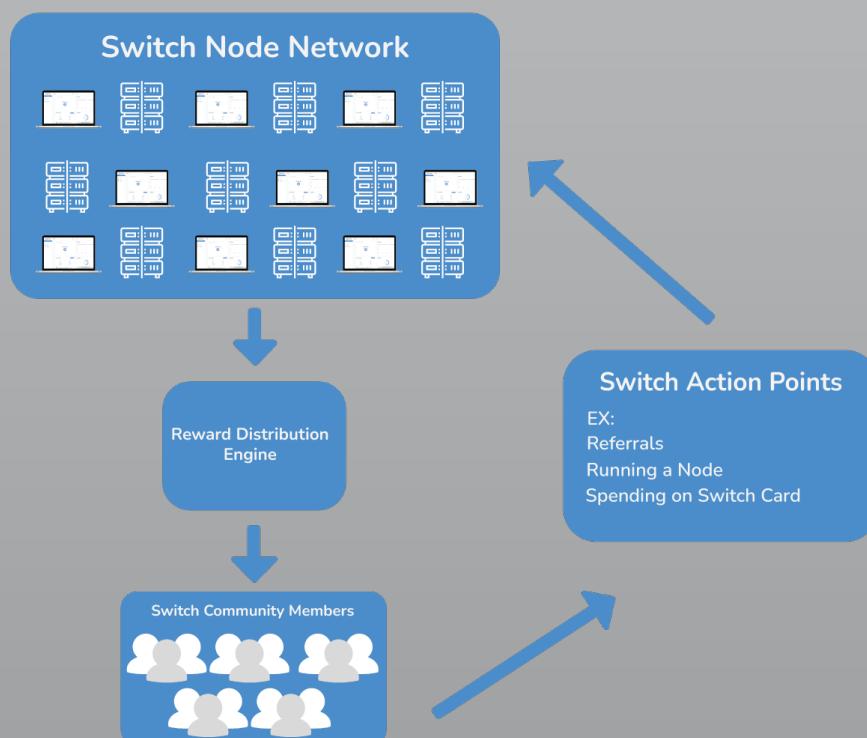 Switch Node Network
Reward Distribution
Engine
Switch Community Members
Switch Action Points
EX:
Referrals
Running a Node
Spending on Switch Card